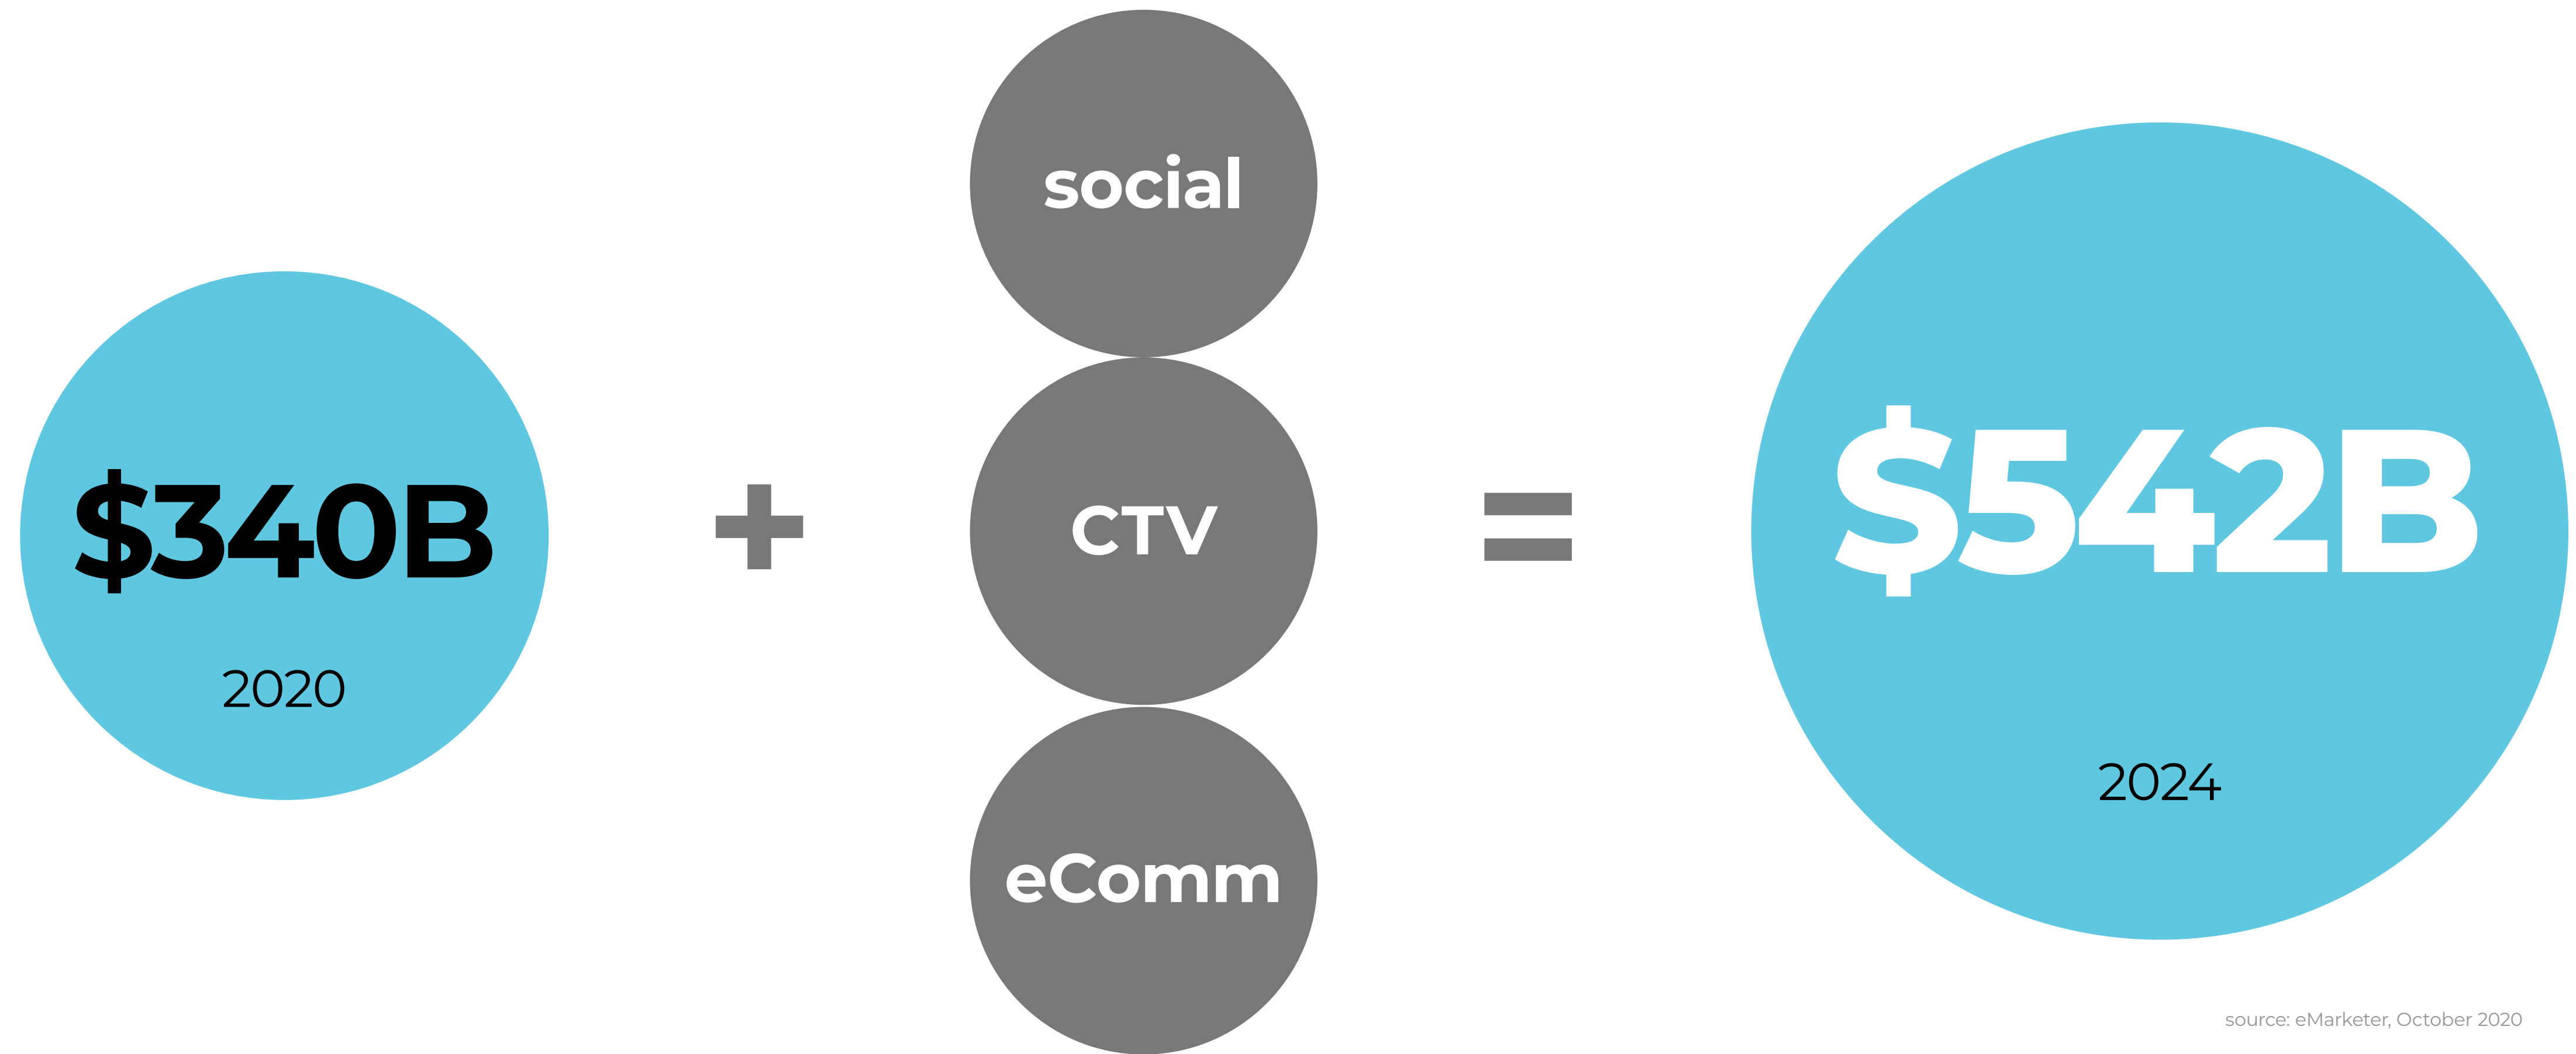 $340B
2020
+
social
CTV
eComm
=
$542B
2024
source: eMarketer, October 2020